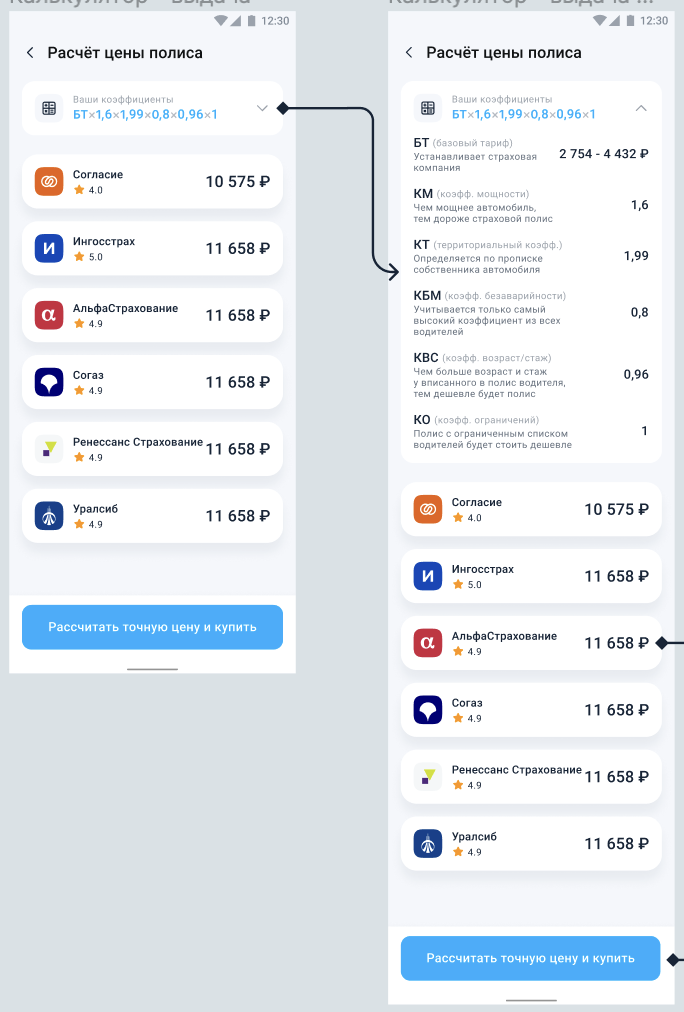 Калькулятор – выдача
12:30
Расчёт цены полиса
Ваши коэффициенты
БТ×1,6×1,99×0,8×0,96×1
Согласие
4.0
10 575 ₽
Ингосстрах
5.0
11 658 ₽
АльфаСтрахование
4.9
11 658 ₽
Согаз
4.9
11 658 ₽
Ренессанс Страхование
4.9
11 658 ₽
Уралсиб
4.9
11 658 ₽
Рассчитать точную цену и купить
Калькулятор – выдача ...
12:30
Расчёт цены полиса
Ваши коэффициенты
БТ×1,6×1,99×0,8×0,96×1
БТ (базовый тариф)
Устанавливает страховая
компания
2 754 - 4 432 ₽
КМ (коэфф. мощности)
Чем мощнее автомобиль,
тем дороже страховой полис
1,6
КТ (территориальный коэфф.)
Определяется по прописке
собственника автомобиля
1,99
КБМ (коэфф. безаварийности)
Учитывается только самый
высокий коэффициент из всех
водителей
0,8
КВС (коэфф. возраст/стаж)
Чем больше возраст и стаж
у вписанного в полис водителя,
тем дешевле будет полис
0,96
КО (коэфф. ограничений)
Полис с ограниченным списком
водителей будет стоить дешевле
1
Согласие
4.0
10 575 ₽
Ингосстрах
5.0
11 658 ₽
АльфаСтрахование
4.9
11 658 ₽
Согаз
4.9
11 658 ₽
Ренессанс Страхование
4.9
11 658 ₽
Уралсиб
4.9
11 658 ₽
Рассчитать точную цену и купить